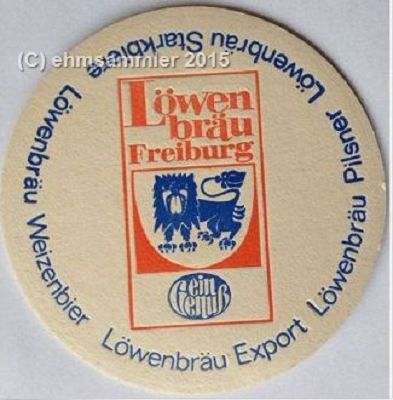 (C) ehmsammler 2015
Löwenbräu Starkbiere
Löwenbräu Weizenbier
Löwenbräu Export
Löwenbräu Pilsner
Löwen
bräu
Freiburg
ein
Genuß